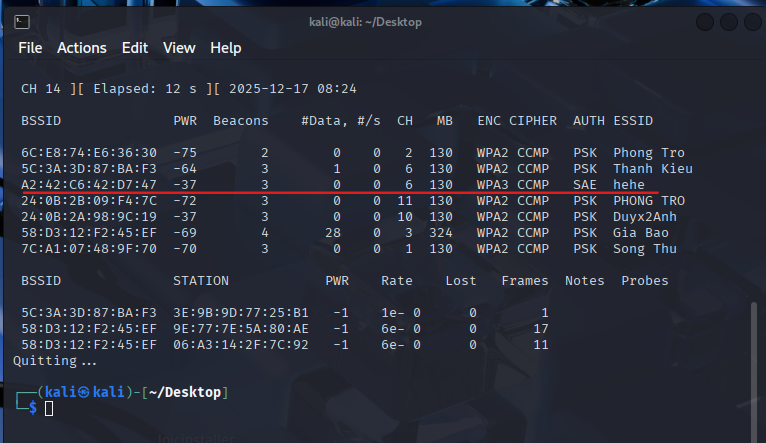 kali@kali: ~/Desktop
File Actions Edit View Help
CH 14 ][ Elapsed: 12 s ][ 2025-12-17 08:24
BSSID PWR Beacons #Data, #/s CH MB ENC CIPHER AUTH ESSID
6C:E8:74:E6:36:30 -75 2 0 0 2 130 WPA2 CCMP PSK Phong Tro
5C:3A:3D:87:BA:F3 -64 3 1 0 6 130 WPA2 CCMP PSK Thanh Kieu
A2:42:C6:42:D7:47 -37 3 0 0 6 130 WPA3 CCMP SAE hehe
24:0B:2B:09:F4:7C -72 3 0 0 11 130 WPA2 CCMP PSK PHONG TRO
24:0B:2A:98:9C:19 -37 3 0 0 10 130 WPA2 CCMP PSK Duyx2Anh
58:D3:12:F2:45:EF -69 4 28 0 3 324 WPA2 CCMP PSK Gia Bao
7C:A1:07:48:9F:70 -70 3 0 0 1 130 WPA2 CCMP PSK Song Thu
BSSID STATION PWR Rate Lost Frames Notes Probes
5C:3A:3D:87:BA:F3 3E:9B:9D:77:25:B1 -1 1e- 0 0 1
58:D3:12:F2:45:EF 9E:77:7E:5A:80:AE -1 6e- 0 0 17
58:D3:12:F2:45:EF 06:A3:14:2F:7C:92 -1 6e- 0 0 11
Quitting...
┌──(kali㉿kali)-[~/Desktop]
└─$